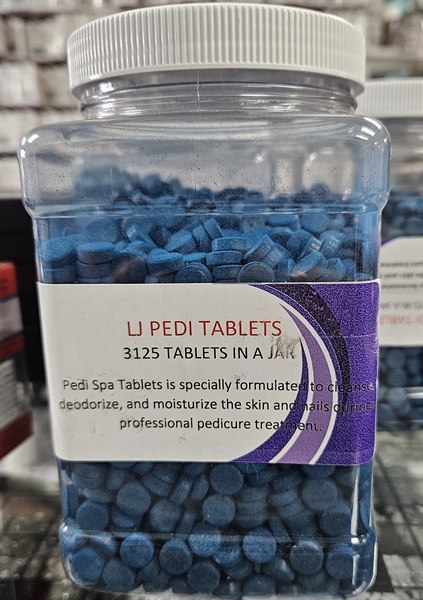 LJ PEDI TABLETS
3125 TABLETS IN A JAR
Pedi Spa Tablets is specially formulated to cleanse,
deodorize, and moisturize the skin and nails during
professional pedicure treatment.